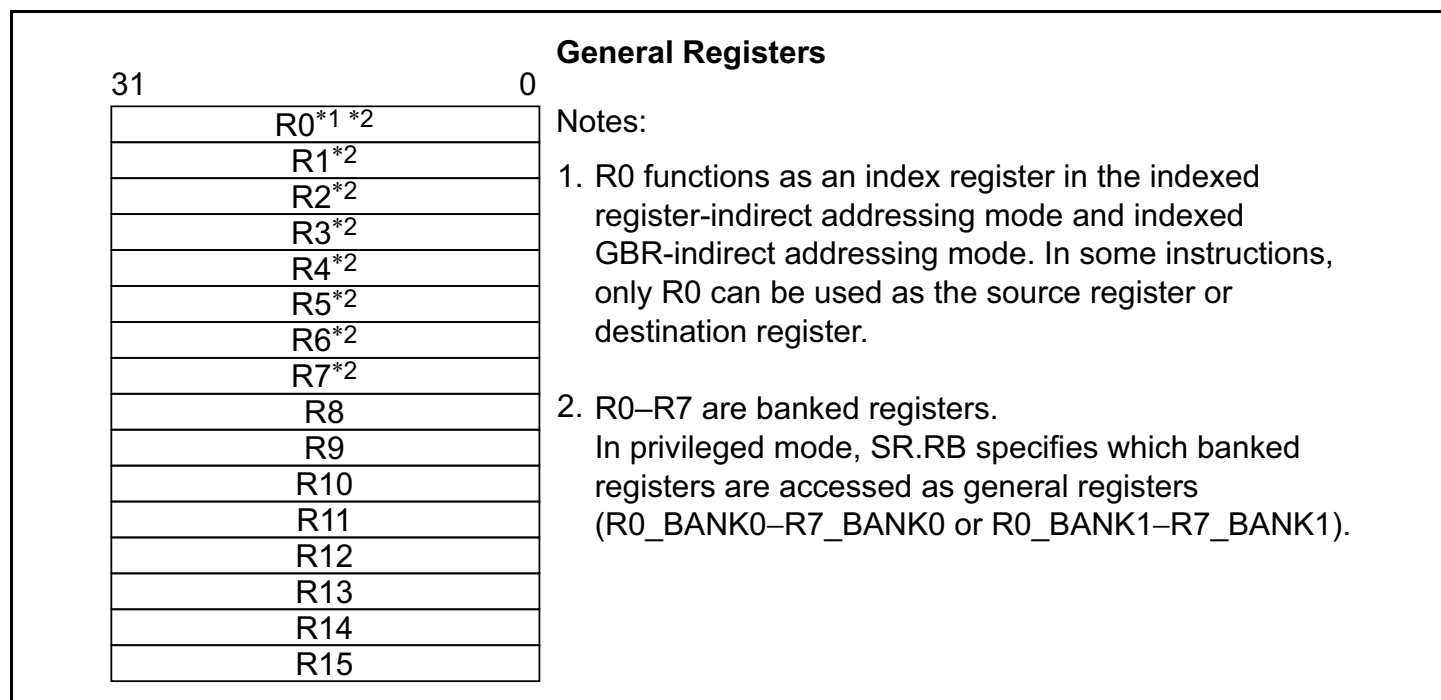 General Registers
31 0
R0*1 *2
R1*2
R2*2
R3*2
R4*2
R5*2
R6*2
R7*2
R8
R9
R10
R11
R12
R13
R14
R15
Notes:
1. R0 functions as an index register in the indexed
register-indirect addressing mode and indexed
GBR-indirect addressing mode. In some instructions,
only R0 can be used as the source register or
destination register.
2. R0–R7 are banked registers.
In privileged mode, SR.RB specifies which banked
registers are accessed as general registers
(R0_BANK0–R7_BANK0 or R0_BANK1–R7_BANK1).